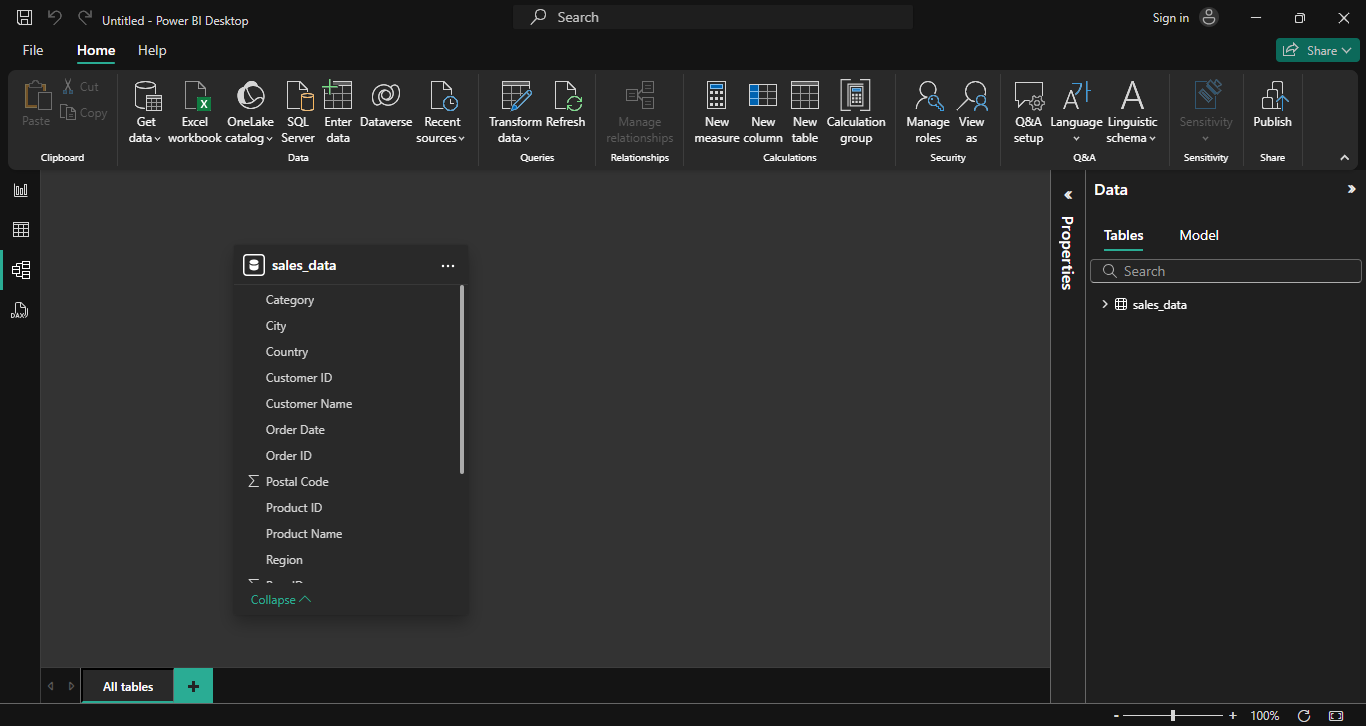 Untitled - Power BI Desktop
Search
Sign in
File
Home
Help
Share
Paste
Cut
Copy
Clipboard
Get data
Excel workbook
OneLake catalog
SQL Server
Enter data
Dataverse
Recent sources
Data
Transform data
Refresh
Queries
Manage relationships
Relationships
New measure
New column
New table
Calculation group
Calculations
Manage roles
View as
Security
Q&A setup
Language
Linguistic schema
Q&A
Sensitivity
Sensitivity
Publish
Share
DAX
sales_data
Category
City
Country
Customer ID
Customer Name
Order Date
Order ID
Postal Code
Product ID
Product Name
Region
Collapse
Properties
Data
Tables
Model
Search
sales_data
All tables
100%